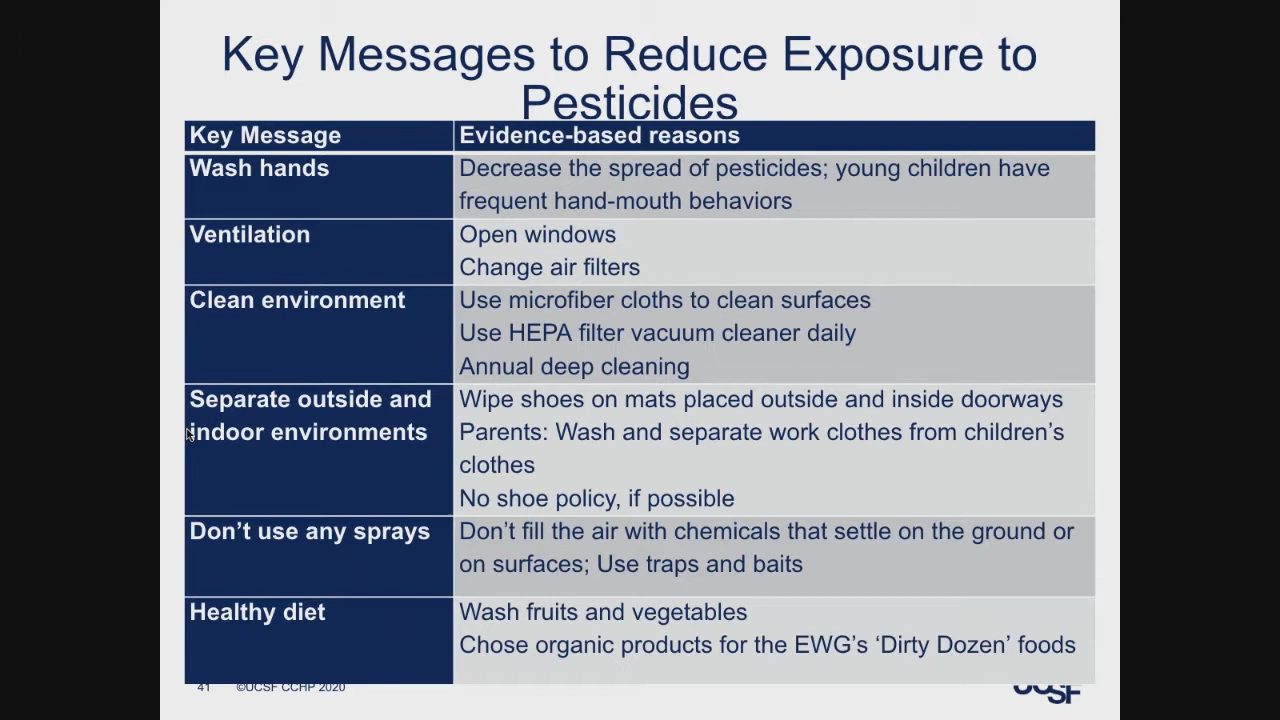 Key Messages to Reduce Exposure to
Pesticides
Key Message
Evidence-based reasons
Wash hands
Decrease the spread of pesticides; young children have
frequent hand-mouth behaviors
Ventilation
Open windows
Change air filters
Clean environment
Use microfiber cloths to clean surfaces
Use HEPA filter vacuum cleaner daily
Annual deep cleaning
Separate outside and
indoor environments
Wipe shoes on mats placed outside and inside doorways
Parents: Wash and separate work clothes from children’s
clothes
No shoe policy, if possible
Don’t use any sprays
Don’t fill the air with chemicals that settle on the ground or
on surfaces; Use traps and baits
Healthy diet
Wash fruits and vegetables
Chose organic products for the EWG’s ‘Dirty Dozen’ foods
41 ©UCSF CCHP 2020
UCSF